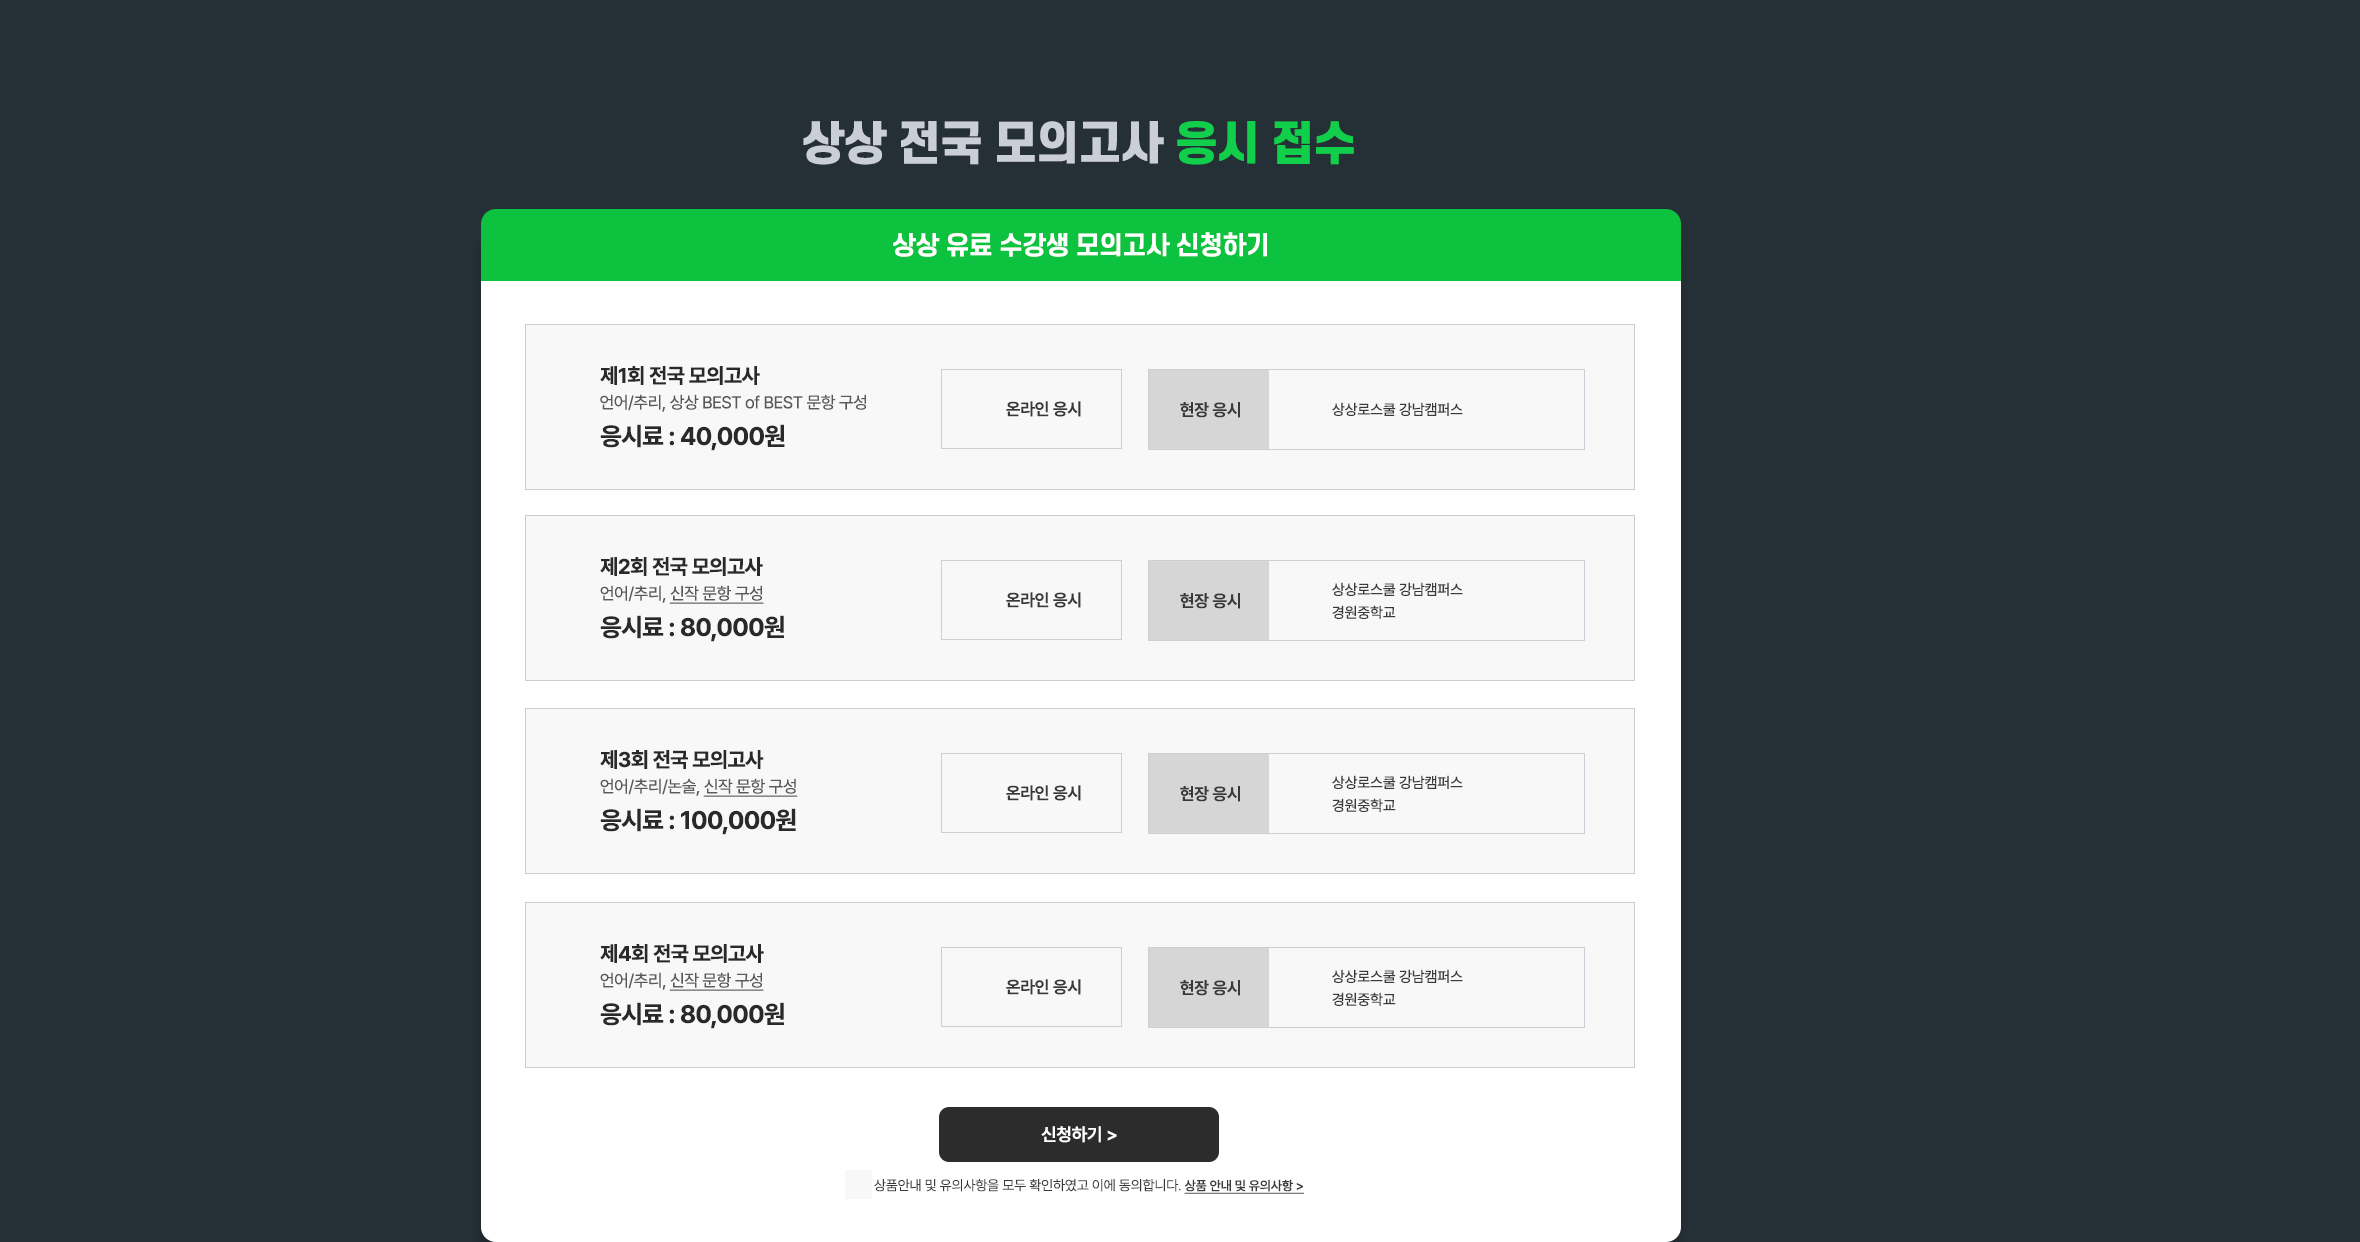 상상 전국 모의고사 응시 접수
상상 유료 수강생 모의고사 신청하기
제1회 전국 모의고사
언어/추리, 상상 BEST of BEST 문항 구성
응시료 : 40,000원
온라인 응시
현장 응시
상상로스쿨 강남캠퍼스
제2회 전국 모의고사
언어/추리, 신작 문항 구성
응시료 : 80,000원
온라인 응시
현장 응시
상상로스쿨 강남캠퍼스
경원중학교
제3회 전국 모의고사
언어/추리/논술, 신작 문항 구성
응시료 : 100,000원
온라인 응시
현장 응시
상상로스쿨 강남캠퍼스
경원중학교
제4회 전국 모의고사
언어/추리, 신작 문항 구성
응시료 : 80,000원
온라인 응시
현장 응시
상상로스쿨 강남캠퍼스
경원중학교
신청하기 >
상품안내 및 유의사항을 모두 확인하였고 이에 동의합니다. 상품 안내 및 유의사항 >